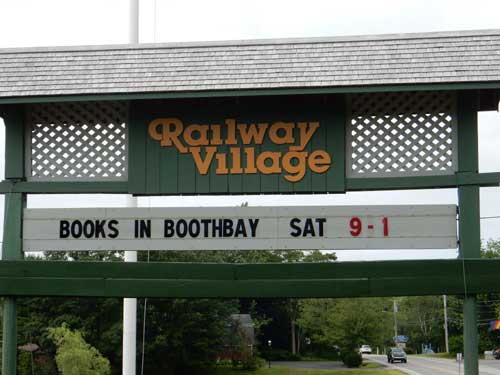 Railway
Village
BOOKS IN BOOTHBAY SAT 9-1